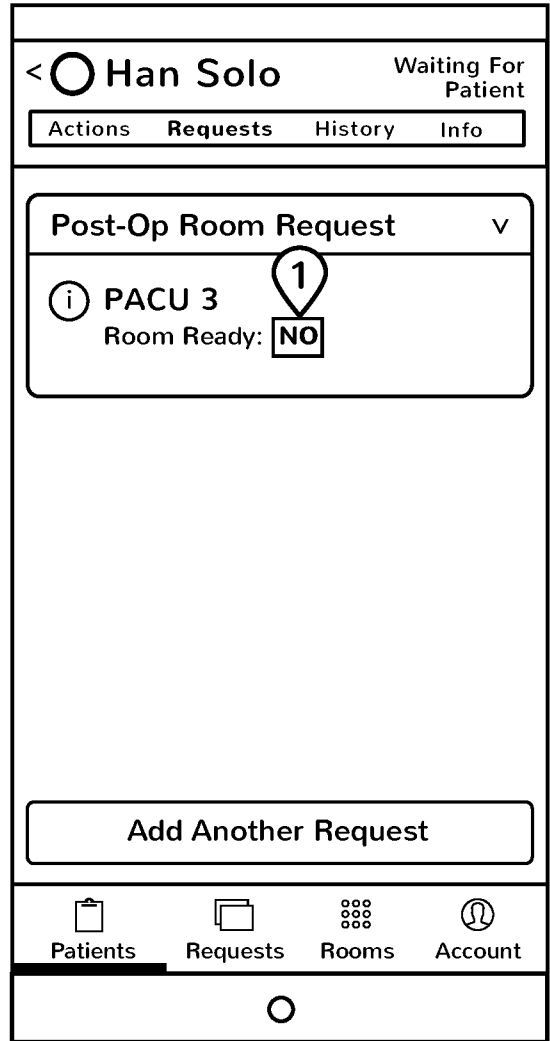 < Han Solo
Waiting For
Patient
Actions Requests History Info
Post-Op Room Request v
1
i PACU 3
Room Ready: NO
Add Another Request
Patients Requests Rooms Account